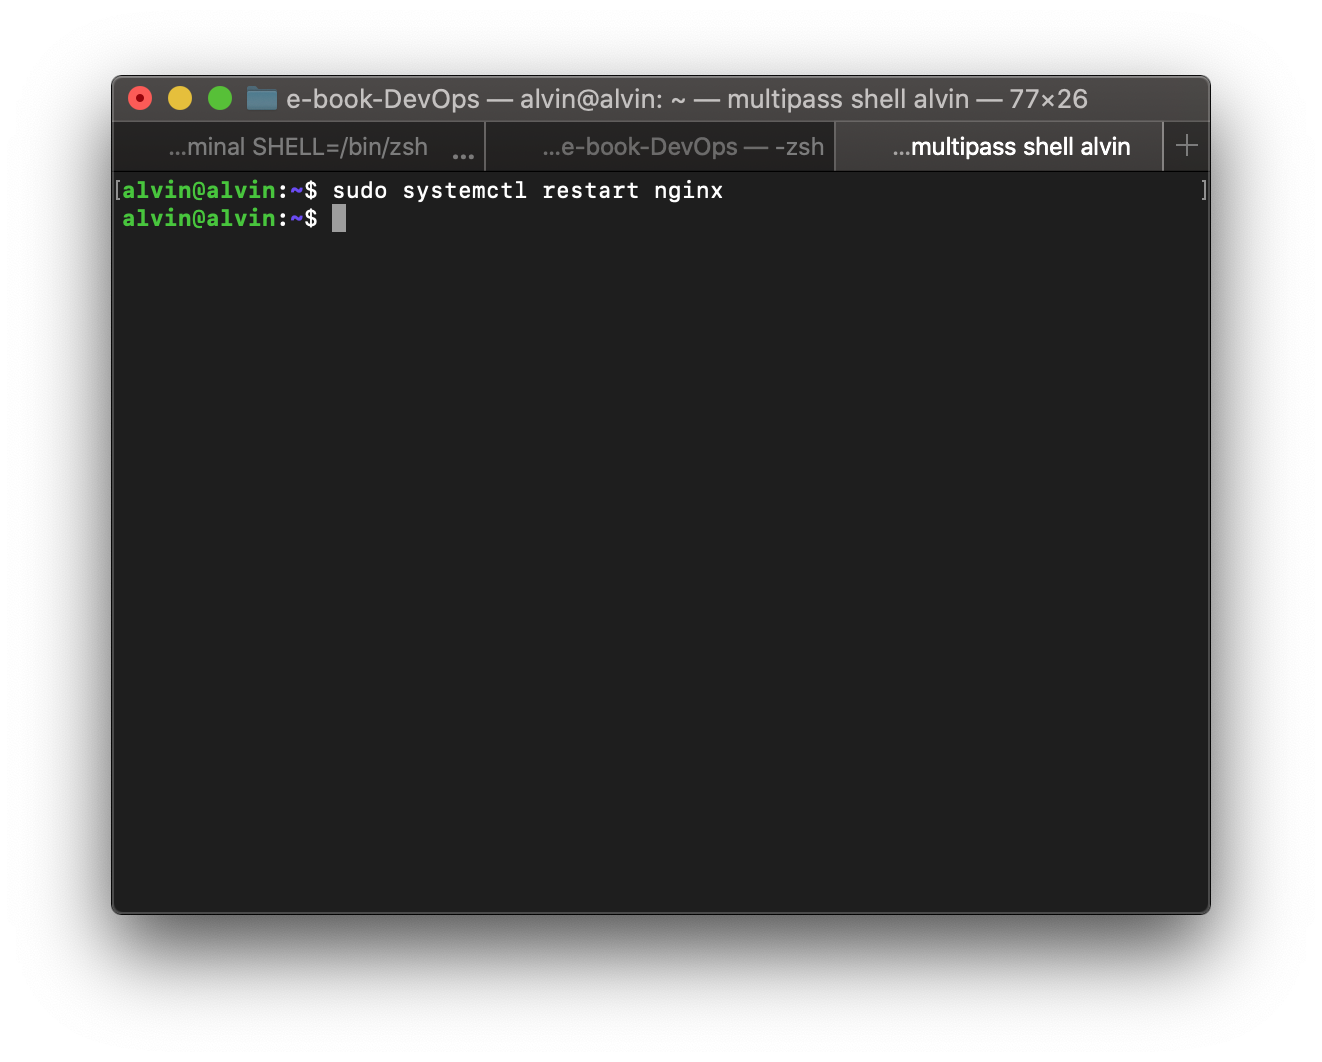 e-book-DevOps — alvin@alvin: ~ — multipass shell alvin — 77×26
...minal SHELL=/bin/zsh ...
...e-book-DevOps — -zsh
...multipass shell alvin
+
[alvin@alvin:~$ sudo systemctl restart nginx ]
alvin@alvin:~$